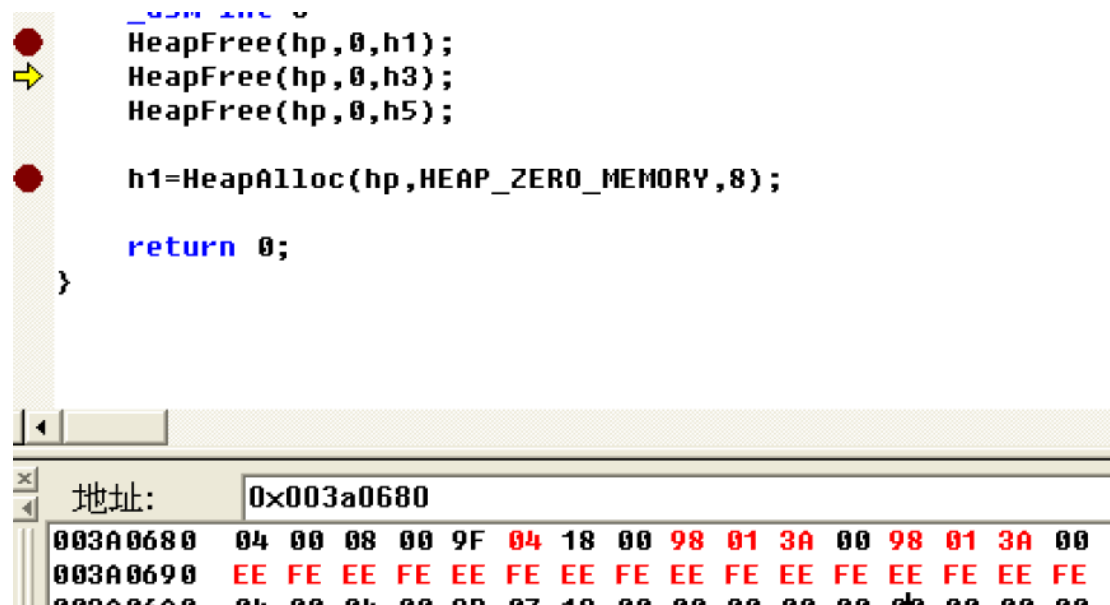 HeapFree(hp,0,h1);
HeapFree(hp,0,h3);
HeapFree(hp,0,h5);
h1=HeapAlloc(hp,HEAP_ZERO_MEMORY,8);
return 0;
}
地址: 0x003a0680
003A0680 04 00 08 00 9F 04 18 00 98 01 3A 00 98 01 3A 00
003A0690 EE FE EE FE EE FE EE FE EE FE EE FE EE FE EE FE